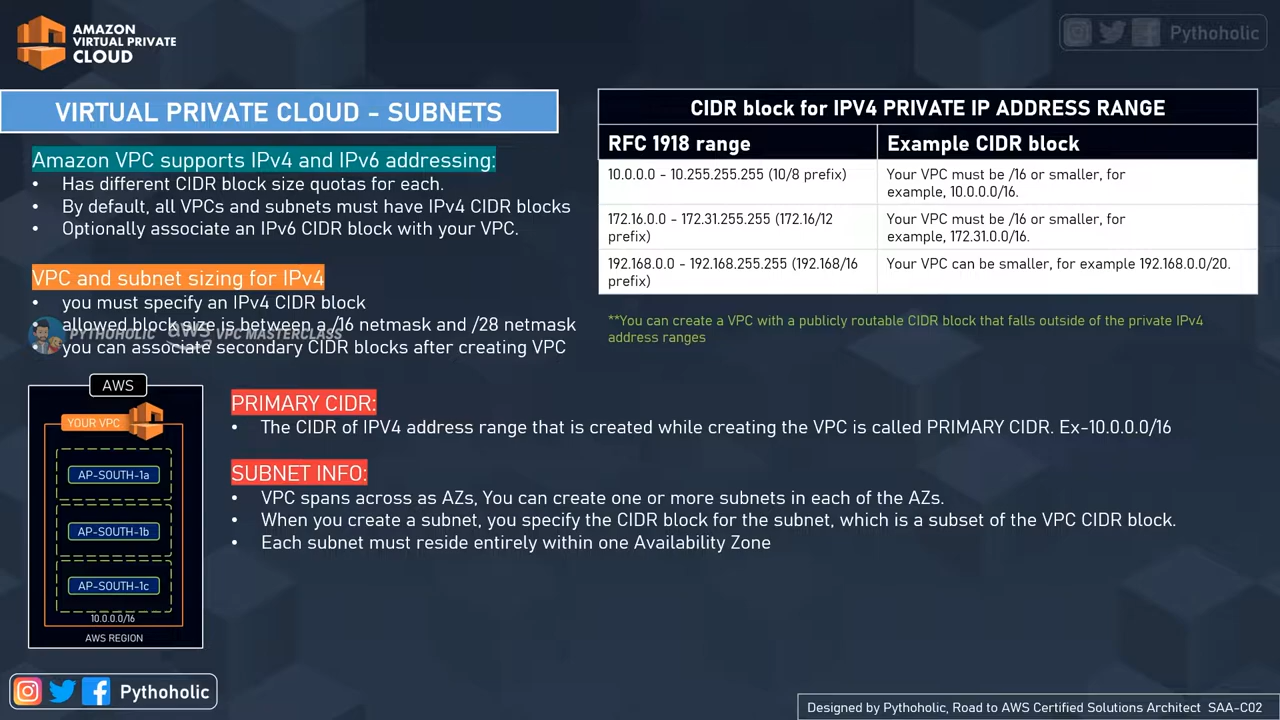 AMAZON
VIRTUAL PRIVATE
CLOUD
Pythoholic
VIRTUAL PRIVATE CLOUD - SUBNETS
Amazon VPC supports IPv4 and IPv6 addressing:
• Has different CIDR block size quotas for each.
• By default, all VPCs and subnets must have IPv4 CIDR blocks
• Optionally associate an IPv6 CIDR block with your VPC.
VPC and subnet sizing for IPv4
• you must specify an IPv4 CIDR block
• allowed block size is between a /16 netmask and /28 netmask
PYTHOHOLIC aws VPC MASTERCLASS
• you can associate secondary CIDR blocks after creating VPC
CIDR block for IPV4 PRIVATE IP ADDRESS RANGE
RFC 1918 range
Example CIDR block
10.0.0.0 - 10.255.255.255 (10/8 prefix)
Your VPC must be /16 or smaller, for
example, 10.0.0.0/16.
172.16.0.0 - 172.31.255.255 (172.16/12
prefix)
Your VPC must be /16 or smaller, for
example, 172.31.0.0/16.
192.168.0.0 - 192.168.255.255 (192.168/16
prefix)
Your VPC can be smaller, for example 192.168.0.0/20.
**You can create a VPC with a publicly routable CIDR block that falls outside of the private IPv4
address ranges
AWS
YOUR VPC
AP-SOUTH-1a
AP-SOUTH-1b
AP-SOUTH-1c
10.0.0.0/16
AWS REGION
PRIMARY CIDR:
• The CIDR of IPV4 address range that is created while creating the VPC is called PRIMARY CIDR. Ex-10.0.0.0/16
SUBNET INFO:
• VPC spans across as AZs, You can create one or more subnets in each of the AZs.
• When you create a subnet, you specify the CIDR block for the subnet, which is a subset of the VPC CIDR block.
• Each subnet must reside entirely within one Availability Zone
Pythoholic
Designed by Pythoholic, Road to AWS Certified Solutions Architect SAA-C02